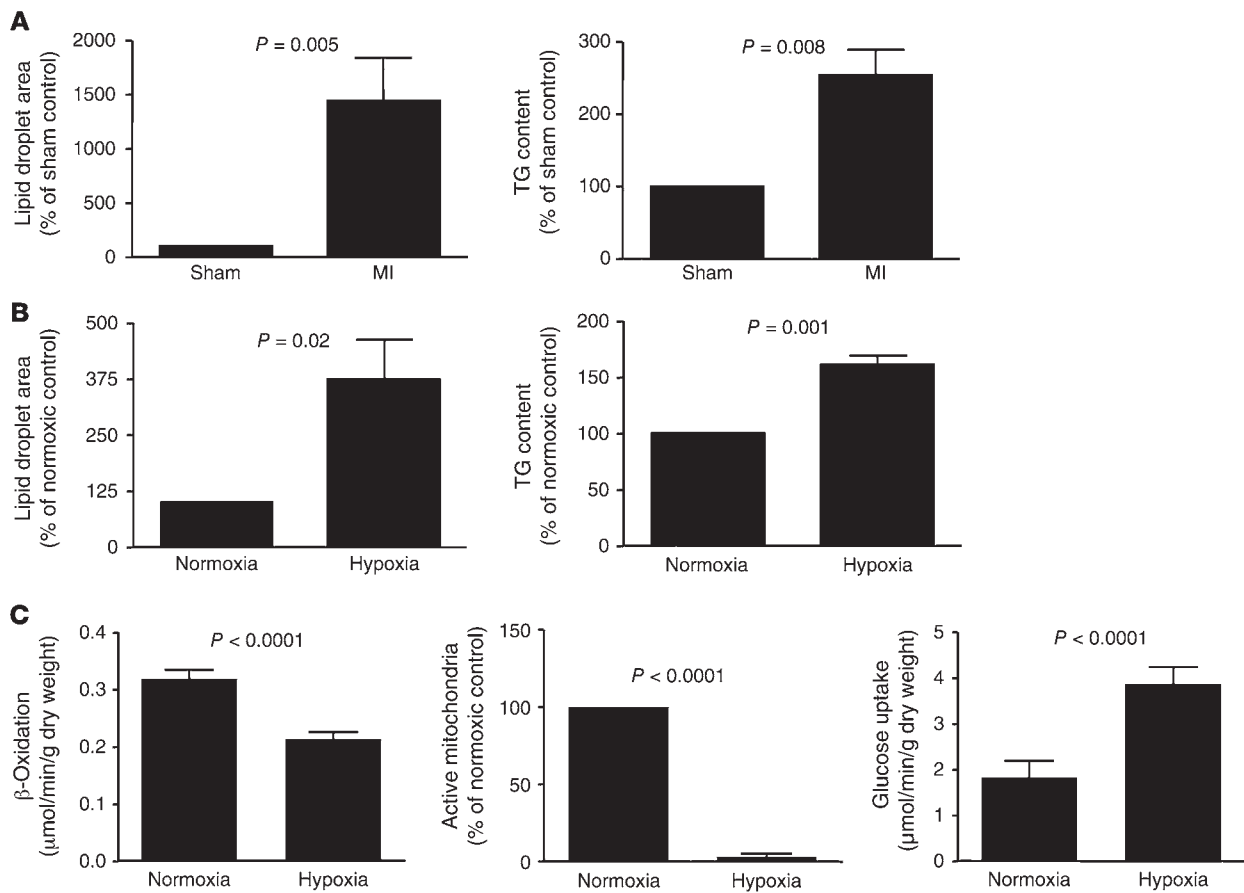 A
Lipid droplet area
(% of sham control)
2000
1500
1000
500
0
P = 0.005
Sham
MI
TG content
(% of sham control)
300
200
100
0
P = 0.008
Sham
MI
B
Lipid droplet area
(% of normoxic control)
500
375
250
125
0
P = 0.02
Normoxia
Hypoxia
TG content
(% of normoxic control)
200
150
100
50
0
P = 0.001
Normoxia
Hypoxia
C
β-Oxidation
(μmol/min/g dry weight)
0.4
0.3
0.2
0.1
0.0
P < 0.0001
Normoxia
Hypoxia
Active mitochondria
(% of normoxic control)
150
100
50
0
P < 0.0001
Normoxia
Hypoxia
Glucose uptake
(μmol/min/g dry weight)
5
4
3
2
1
0
P < 0.0001
Normoxia
Hypoxia